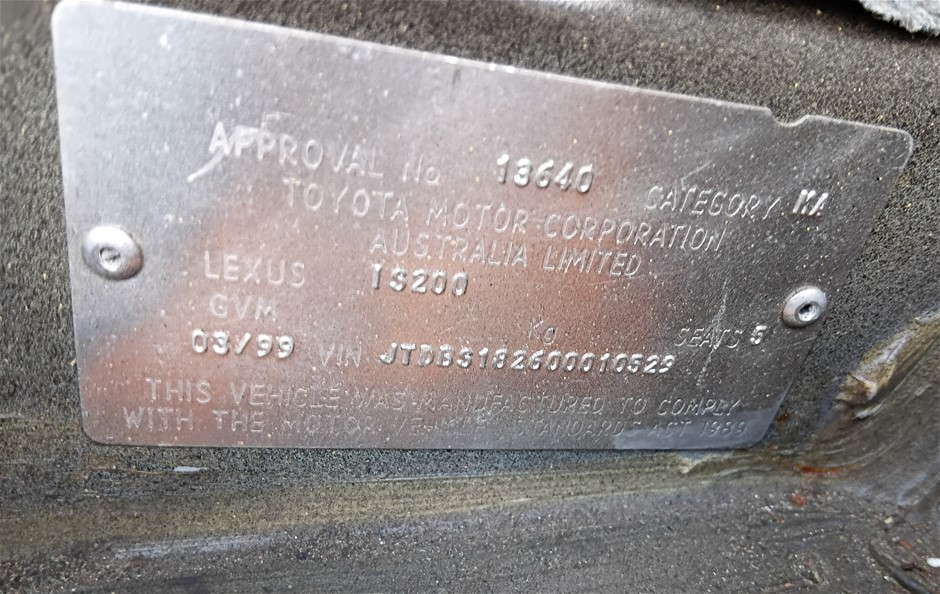 APPROVAL No 13640 CATEGORY MA
TOYOTA MOTOR CORPORATION
AUSTRALIA LIMITED
LEXUS IS200
GVM Kg SEATS 5
03/99 VIN JTDBS182600010529
THIS VEHICLE WAS MANUFACTURED TO COMPLY
WITH THE MOTOR VEHICLE STANDARDS ACT 1989